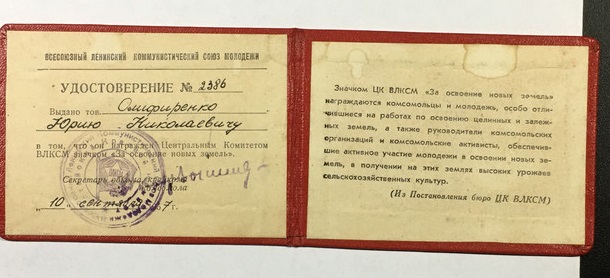 ВСЕСОЮЗНЫЙ ЛЕНИНСКИЙ КОММУНИСТИЧЕСКИЙ СОЮЗ МОЛОДЕЖИ
УДОСТОВЕРЕНИЕ № 2386
Выдано тов.
Юрию Николаевичу
в том, что он награжден Центральным Комитетом
ВЛКСМ значком «За освоение новых земель».
Секретарь
„10“ сентября
Значком ЦК ВЛКСМ «За освоение новых земель»
награждаются комсомольцы и молодежь, особо отли-
чившиеся на работах по освоению целинных и залеж-
ных земель, а также руководители комсомольских
организаций и комсомольские активисты, обеспечив-
шие активное участие молодежи в освоении новых зе-
мель, в получении на этих землях высоких урожаев
сельскохозяйственных культур.
(Из Постановления бюро ЦК ВЛКСМ)